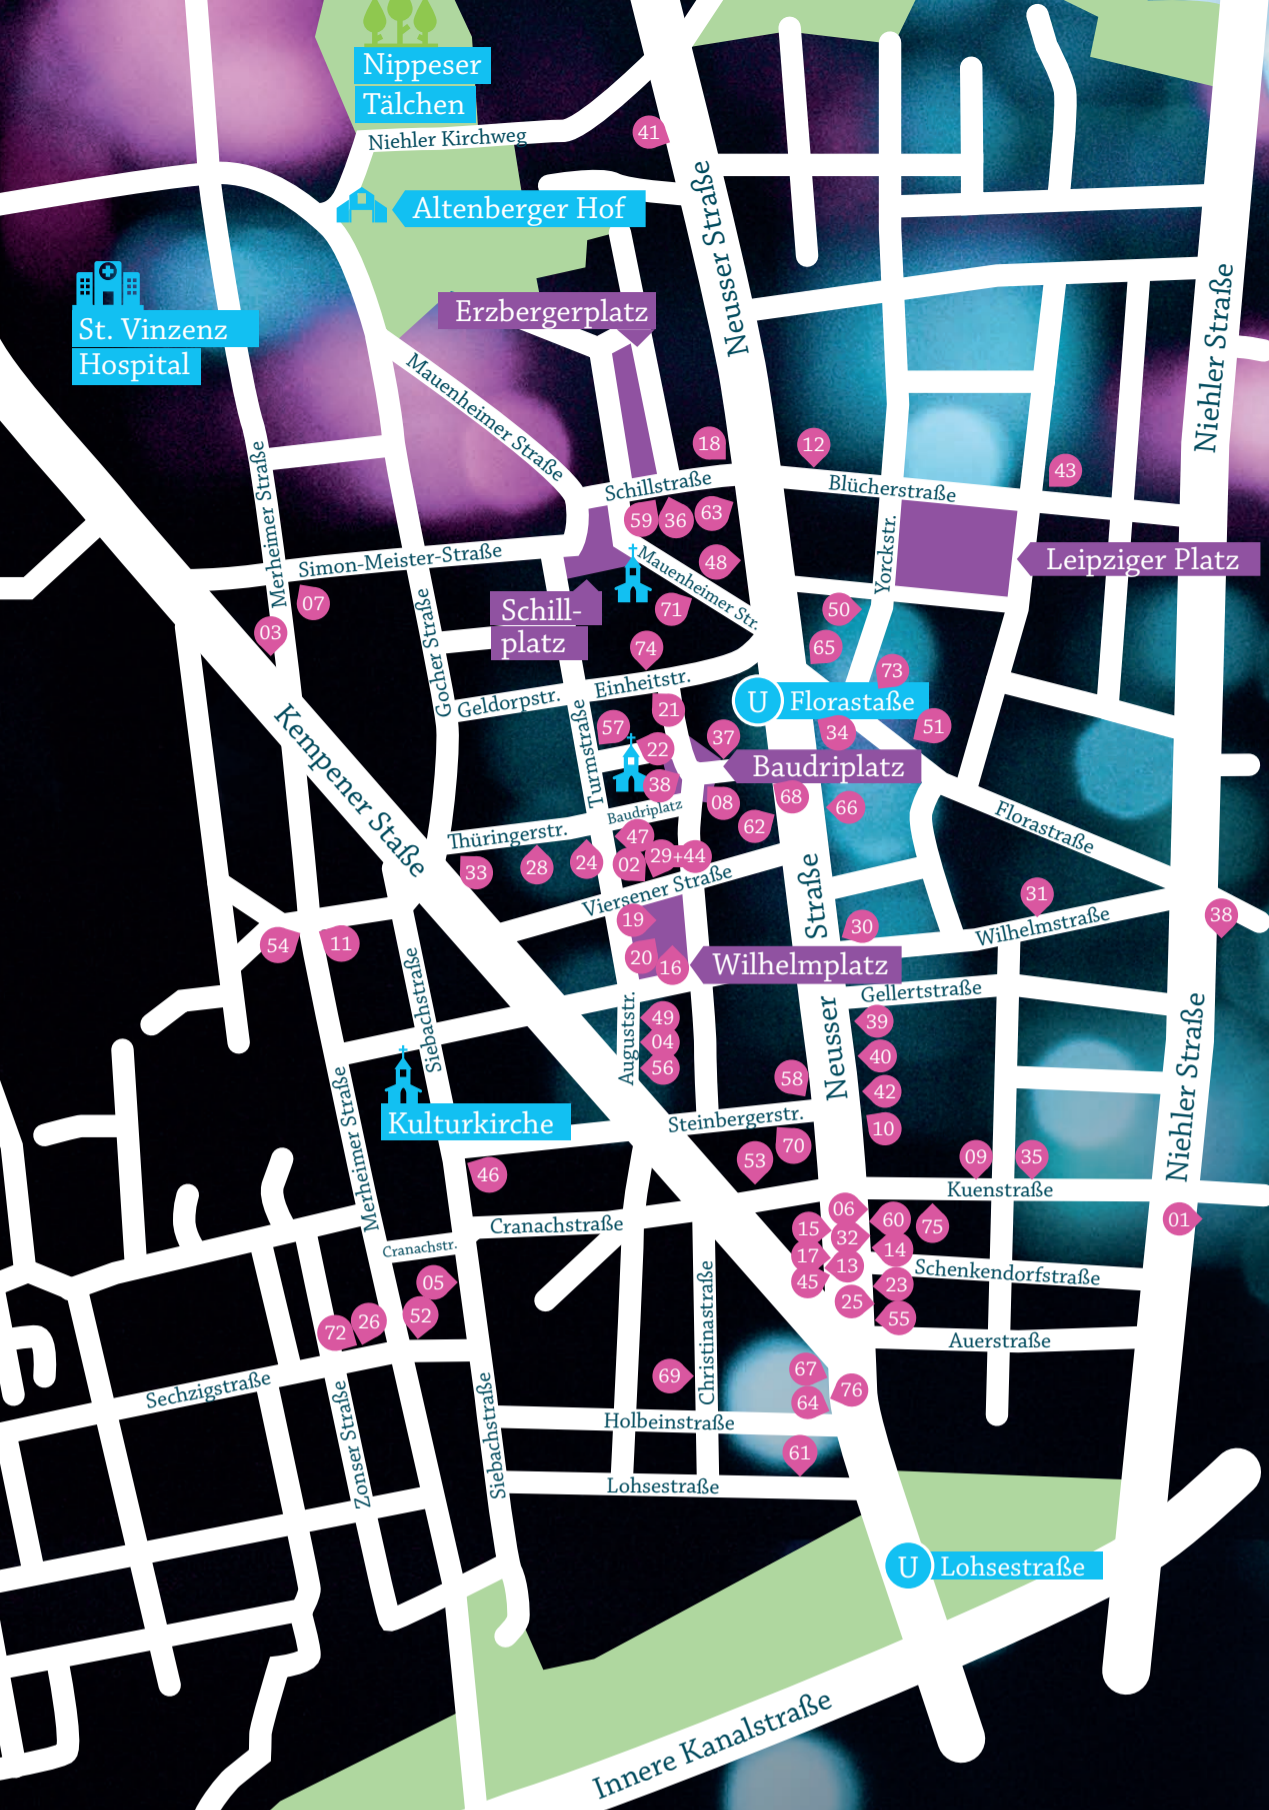 Nippeser
Tälchen
Niehler Kirchweg
41
Altenberger Hof
Neusser Straße
St. Vinzenz
Hospital
Erzbergerplatz
Niehler Straße
Mauenheimer Straße
Merheimer Straße
18
12
43
Schillstraße
Blücherstraße
59
36
63
Yorckstr.
Simon-Meister-Straße
Mauenheimer Str.
48
Leipziger Platz
07
Schill-
platz
71
50
03
74
65
Gocher Straße
Geldorpstr.
Einheitstr.
73
U
Florastaße
21
57
37
34
51
Kempener Staße
Turmstraße
22
Baudriplatz
38
08
68
66
Baudriplatz
62
Florastraße
Thüringerstr.
47
33
28
24
02
29+44
Viersener Straße
Straße
31
19
30
Wilhelmstraße
38
54
11
20
16
Wilhelmplatz
Siebachstraße
Gellertstraße
Auguststr.
49
39
Neusser
Niehler Straße
04
40
56
58
42
Merheimer Straße
Kulturkirche
Steinbergerstr.
10
70
53
09
35
46
Kuenstraße
Cranachstraße
06
60
75
01
15
32
Cranachstr.
17
14
13
Schenkendorfstraße
05
45
23
25
52
55
26
72
Auerstraße
Christinastraße
69
67
76
64
Sechzigstraße
Zonser Straße
Siebachstraße
Holbeinstraße
61
Lohsestraße
U
Lohsestraße
Innere Kanalstraße